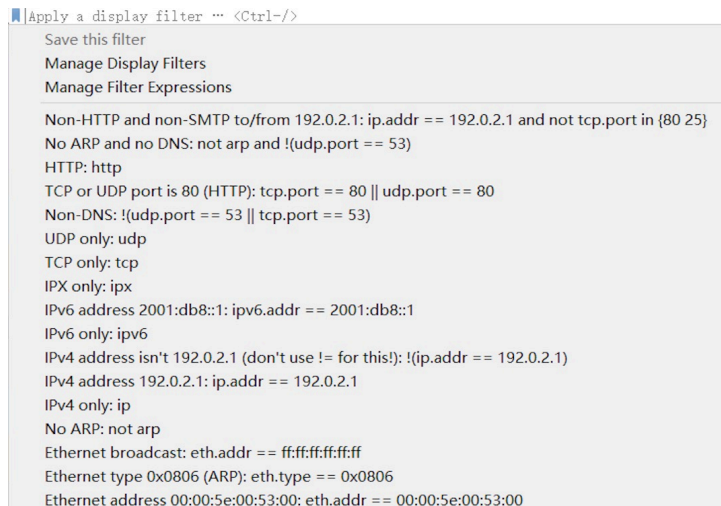 Apply a display filter … <Ctrl-/>
Save this filter
Manage Display Filters
Manage Filter Expressions
Non-HTTP and non-SMTP to/from 192.0.2.1: ip.addr == 192.0.2.1 and not tcp.port in {80 25}
No ARP and no DNS: not arp and !(udp.port == 53)
HTTP: http
TCP or UDP port is 80 (HTTP): tcp.port == 80 || udp.port == 80
Non-DNS: !(udp.port == 53 || tcp.port == 53)
UDP only: udp
TCP only: tcp
IPX only: ipx
IPv6 address 2001:db8::1: ipv6.addr == 2001:db8::1
IPv6 only: ipv6
IPv4 address isn't 192.0.2.1 (don't use != for this!): !(ip.addr == 192.0.2.1)
IPv4 address 192.0.2.1: ip.addr == 192.0.2.1
IPv4 only: ip
No ARP: not arp
Ethernet broadcast: eth.addr == ff:ff:ff:ff:ff:ff
Ethernet type 0x0806 (ARP): eth.type == 0x0806
Ethernet address 00:00:5e:00:53:00: eth.addr == 00:00:5e:00:53:00